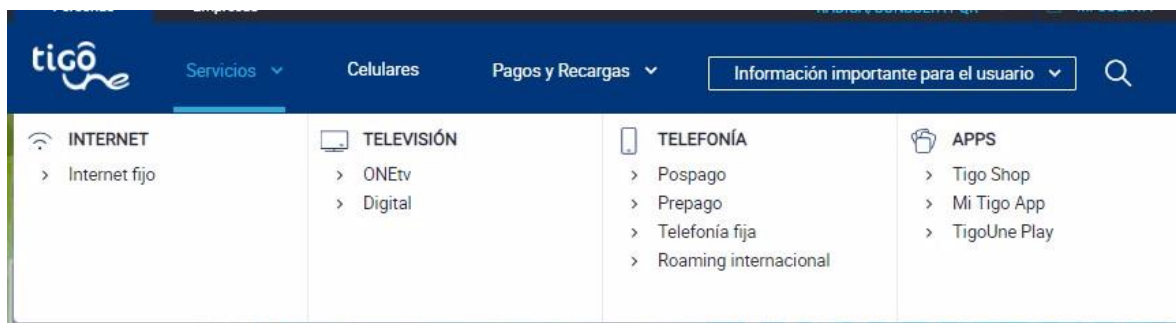 tigo
une
Servicios
Celulares
Pagos y Recargas
Información importante para el usuario
INTERNET
Internet fijo
TELEVISIÓN
ONEtv
Digital
TELEFONÍA
Pospago
Prepago
Telefonía fija
Roaming internacional
APPS
Tigo Shop
Mi Tigo App
TigoUne Play